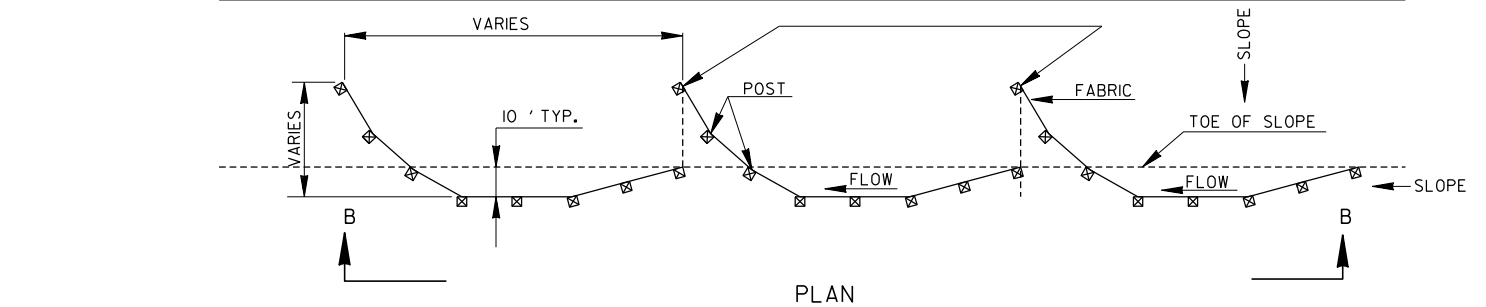 VARIES
SLOPE
POST
FABRIC
VARIES
10 ' TYP.
TOE OF SLOPE
FLOW
FLOW
SLOPE
B
B
PLAN